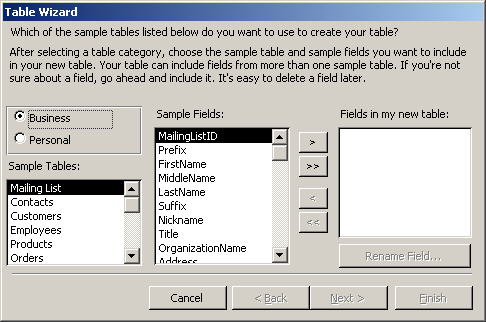 Table Wizard
Which of the sample tables listed below do you want to use to create your table?
After selecting a table category, choose the sample table and sample fields you want to include
in your new table. Your table can include fields from more than one sample table. If you're not
sure about a field, go ahead and include it. It's easy to delete a field later.
Business
Personal
Sample Tables:
Mailing List
Contacts
Customers
Employees
Products
Orders
Sample Fields:
MailingListID
Prefix
FirstName
MiddleName
LastName
Suffix
Nickname
Title
OrganizationName
Address
>
>>
<
<<
Fields in my new table:
Rename Field...
Cancel
< Back
Next >
Finish